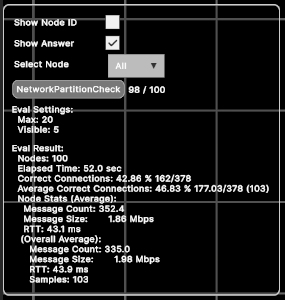 Show Node ID
Show Answer
Select Node All
NetworkPartitionCheck 98 / 100
Eval Settings:
Max: 20
Visible: 5
Eval Result:
Nodes: 100
Elapsed Time: 52.0 sec
Correct Connections: 42.86 % 162/378
Average Correct Connections: 46.83 % 177.03/378 (103)
Node Stats (Average):
Message Count: 352.4
Message Size: 1.86 Mbps
RTT: 43.1 ms
(Overall Average):
Message Count: 335.0
Message Size: 1.98 Mbps
RTT: 43.9 ms
Samples: 103